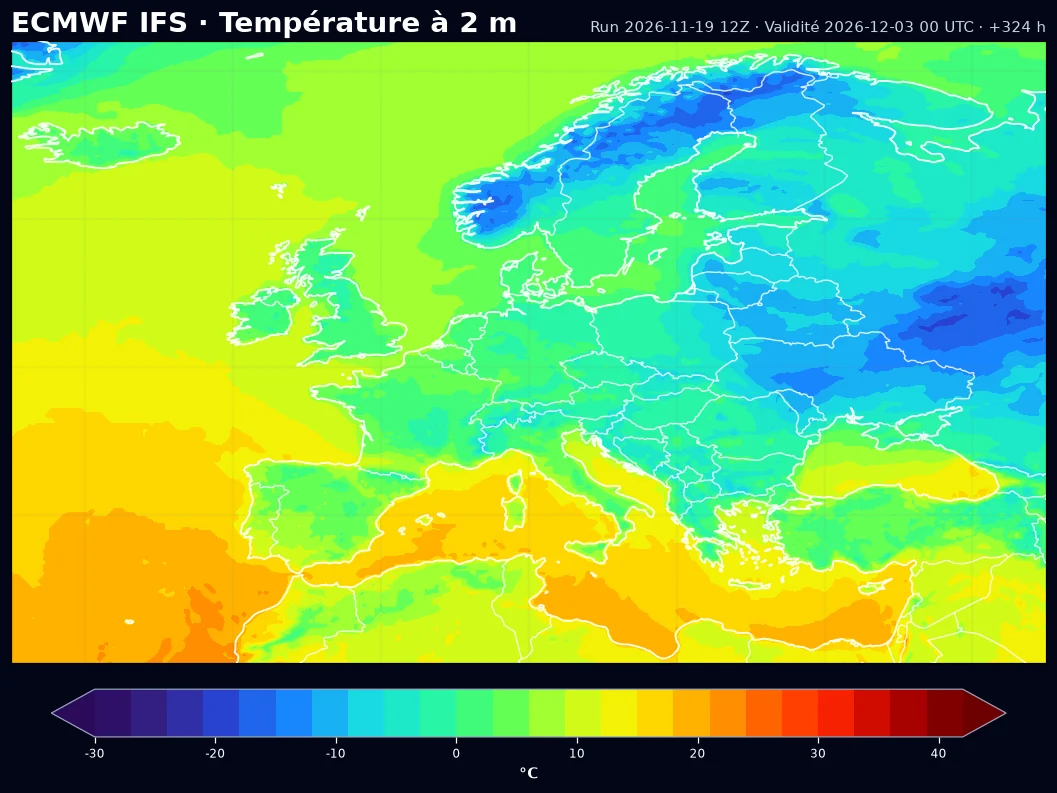 ECMWF IFS · Température à 2 m
Run 2026-11-19 12Z · Validité 2026-12-03 00 UTC · +324 h
-30 -20 -10 0 10 20 30 40
°C